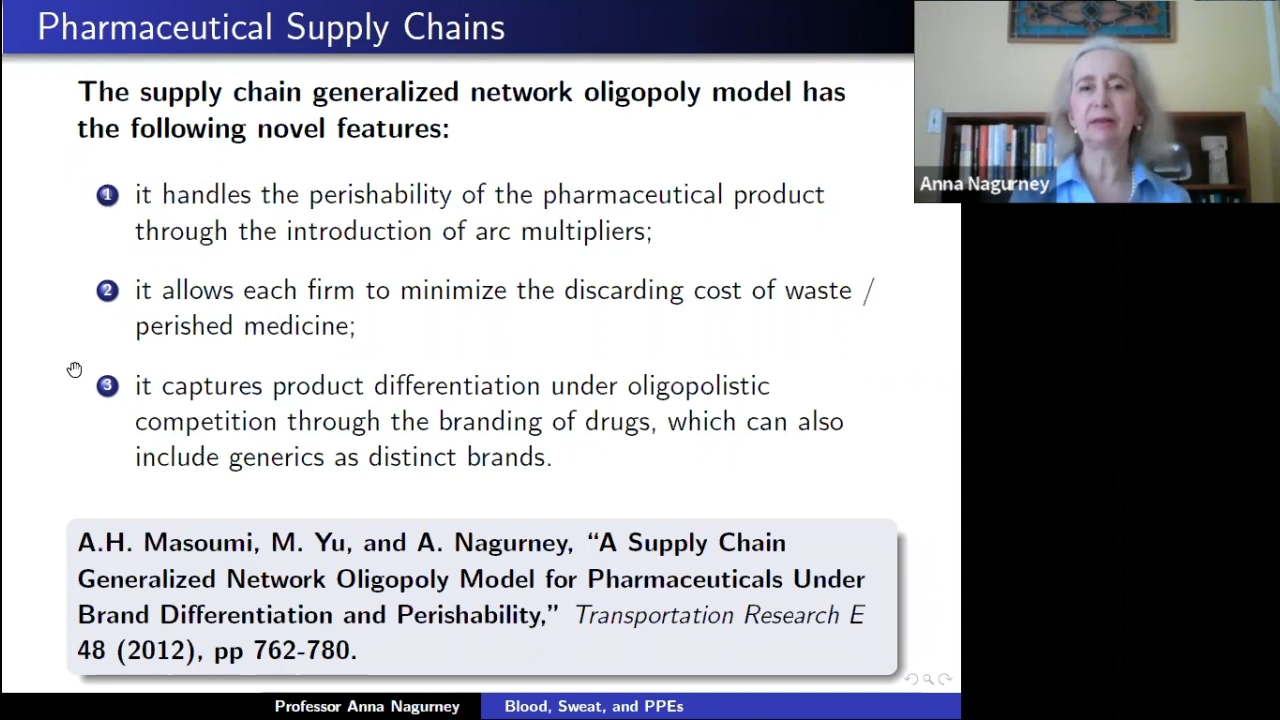 Pharmaceutical Supply Chains
The supply chain generalized network oligopoly model has
the following novel features:
1 it handles the perishability of the pharmaceutical product
through the introduction of arc multipliers;
2 it allows each firm to minimize the discarding cost of waste /
perished medicine;
3 it captures product differentiation under oligopolistic
competition through the branding of drugs, which can also
include generics as distinct brands.
A.H. Masoumi, M. Yu, and A. Nagurney, “A Supply Chain
Generalized Network Oligopoly Model for Pharmaceuticals Under
Brand Differentiation and Perishability,” Transportation Research E
48 (2012), pp 762-780.
Professor Anna Nagurney
Blood, Sweat, and PPEs
Anna Nagurney